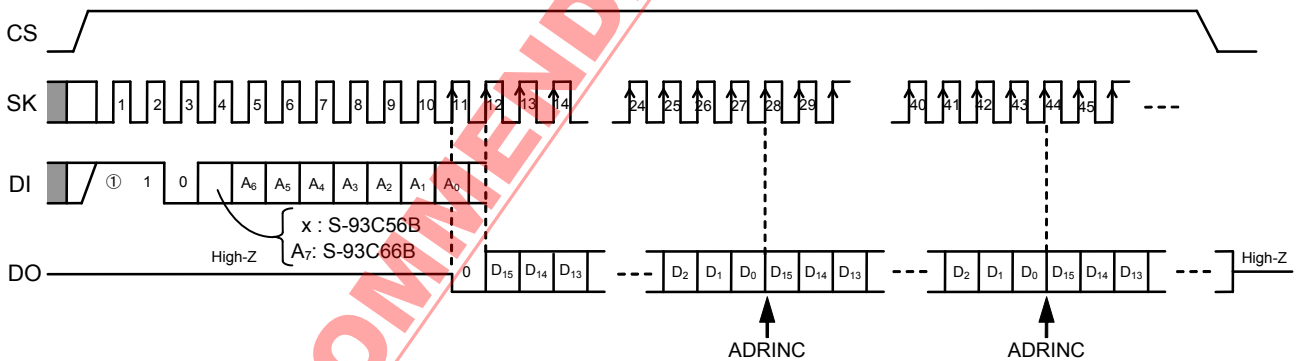 CS
SK 1 2 3 4 5 6 7 8 9 10 11 12 13 14 24 25 26 27 28 29 40 41 42 43 44 45
DI ① 1 0 A₆ A₅ A₄ A₃ A₂ A₁ A₀
x : S-93C56B
High-Z A₇: S-93C66B
DO 0 D₁₅ D₁₄ D₁₃ D₂ D₁ D₀ D₁₅ D₁₄ D₁₃ D₂ D₁ D₀ D₁₅ D₁₄ D₁₃ High-Z
ADRINC ADRINC